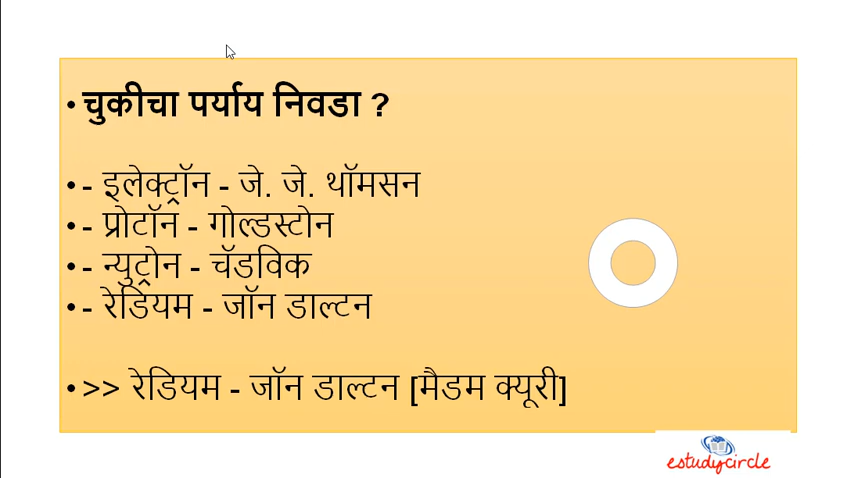 • चुकीचा पर्याय निवडा ?
• - इलेक्ट्रॉन - जे. जे. थॉमसन
• - प्रोटॉन - गोल्डस्टोन
• - न्युट्रोन - चॅडविक
• - रेडियम - जॉन डाल्टन
• >> रेडियम - जॉन डाल्टन [मैडम क्यूरी]
estudycircle